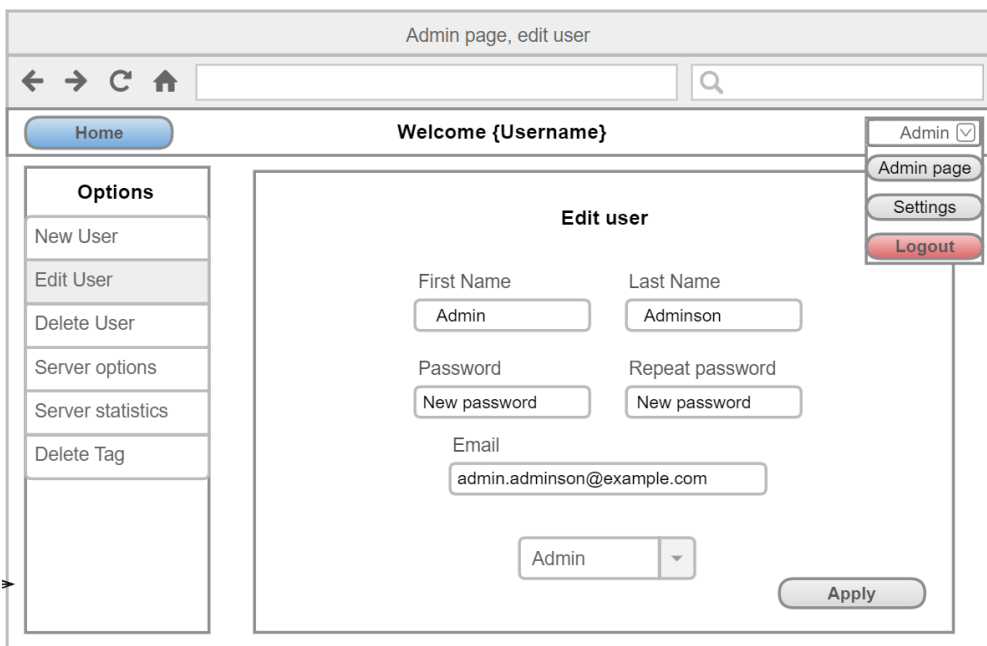 Admin page, edit user
Home
Welcome {Username}
Admin
Admin page
Settings
Logout
Options
New User
Edit User
Delete User
Server options
Server statistics
Delete Tag
Edit user
First Name Last Name
Admin Adminson
Password Repeat password
New password New password
Email
admin.adminson@example.com
Admin
Apply